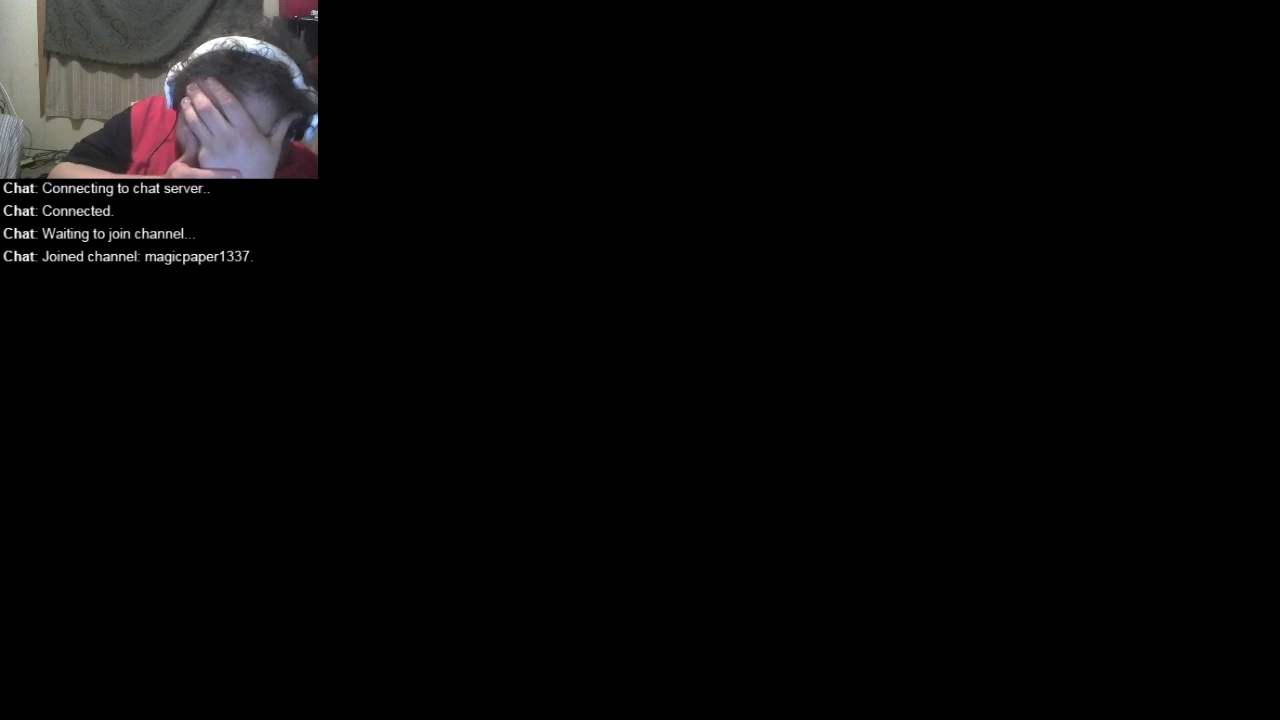 Chat: Connecting to chat server..
Chat: Connected.
Chat: Waiting to join channel...
Chat: Joined channel: magicpaper1337.